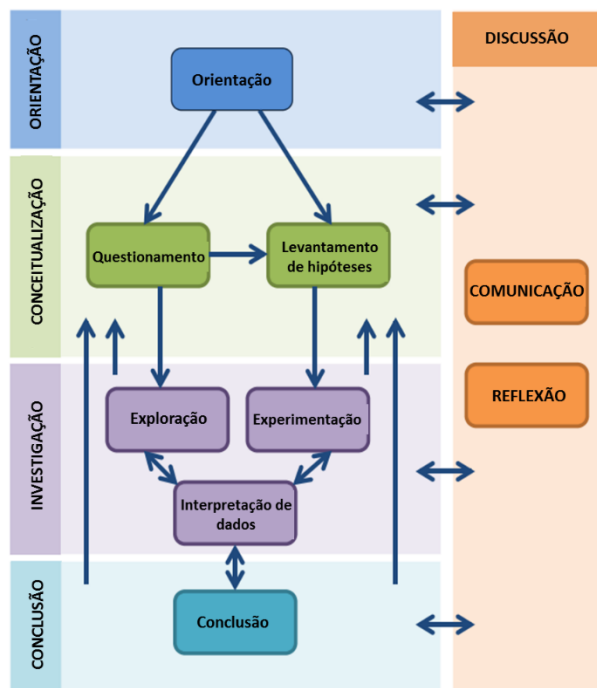 ORIENTAÇÃO
Orientação
CONCEITUALIZAÇÃO
Questionamento
Levantamento
de hipóteses
INVESTIGAÇÃO
Exploração
Experimentação
Interpretação de
dados
CONCLUSÃO
Conclusão
DISCUSSÃO
COMUNICAÇÃO
REFLEXÃO